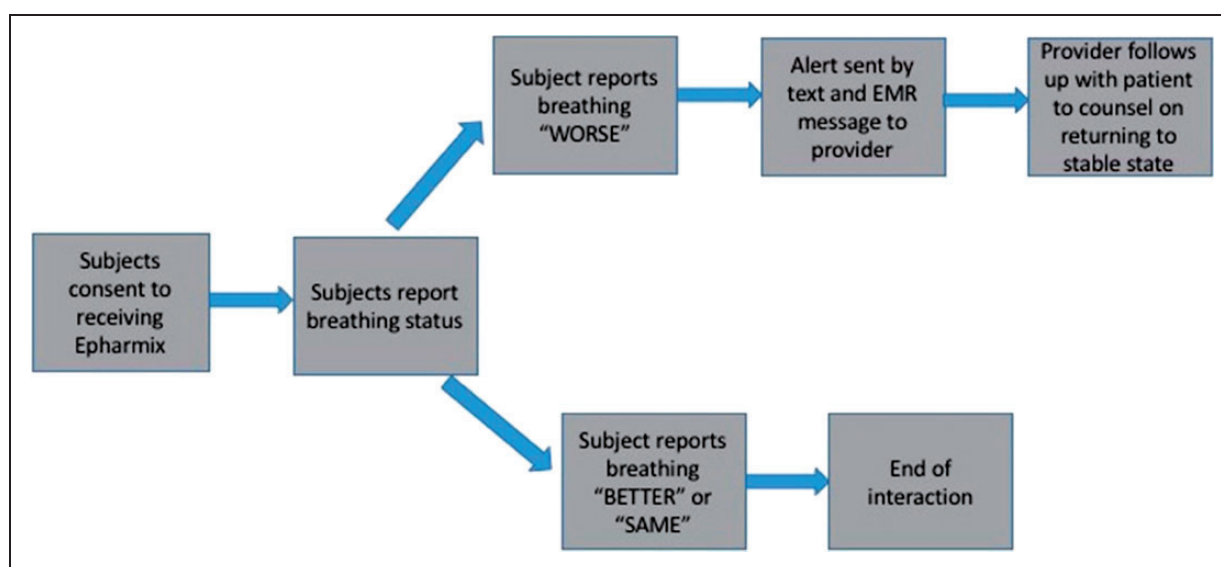 Subjects
consent to
receiving
Epharmix
Subjects report
breathing status
Subject reports
breathing
“WORSE”
Alert sent by
text and EMR
message to
provider
Provider follows
up with patient
to counsel on
returning to
stable state
Subject reports
breathing
“BETTER” or
“SAME”
End of
interaction